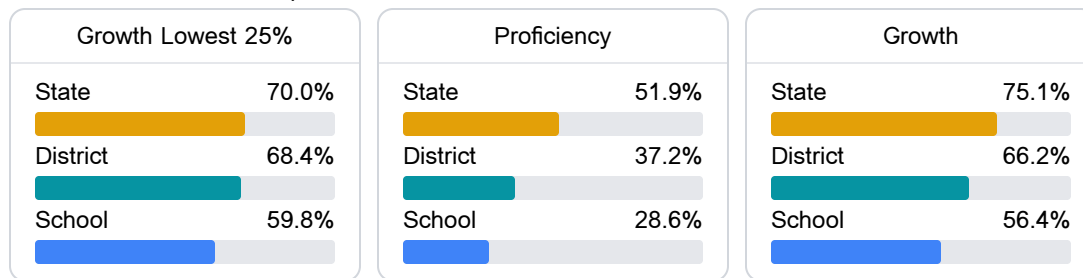 Growth Lowest 25%
State 70.0%
District 68.4%
School 59.8%
Proficiency
State 51.9%
District 37.2%
School 28.6%
Growth
State 75.1%
District 66.2%
School 56.4%